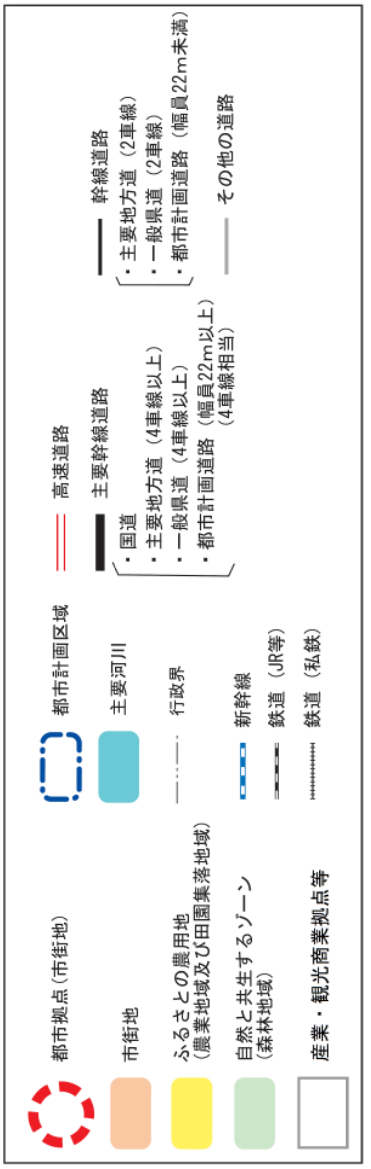 都市拠点(市街地)
市街地
ふるさとの農用地
(農業地域及び田園集落地域)
自然と共生するゾーン
(森林地域)
産業・観光商業拠点等
都市計画区域
主要河川
行政界
新幹線
鉄道(JR等)
鉄道(私鉄)
高速道路
主要幹線道路
・国道
・主要地方道(4車線以上)
・一般県道(4車線以上)
・都市計画道路(幅員22m以上)
(4車線相当)
幹線道路
・主要地方道(2車線)
・一般県道(2車線)
・都市計画道路(幅員22m未満)
その他の道路